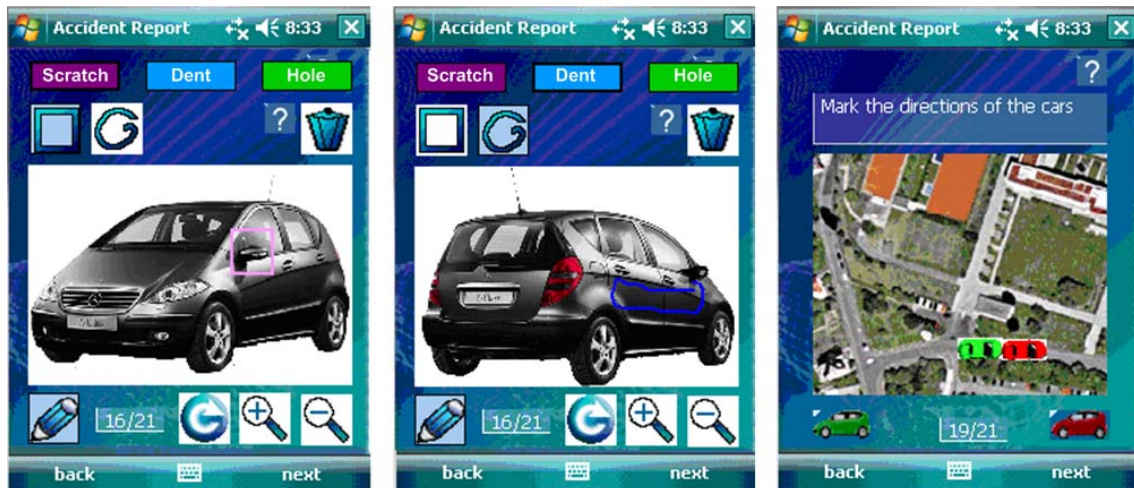 Accident Report 8:33
Scratch Dent Hole
?
16/21
back next
Accident Report 8:33
Scratch Dent Hole
?
16/21
back next
Accident Report 8:33
?
Mark the directions of the cars
19/21
back next